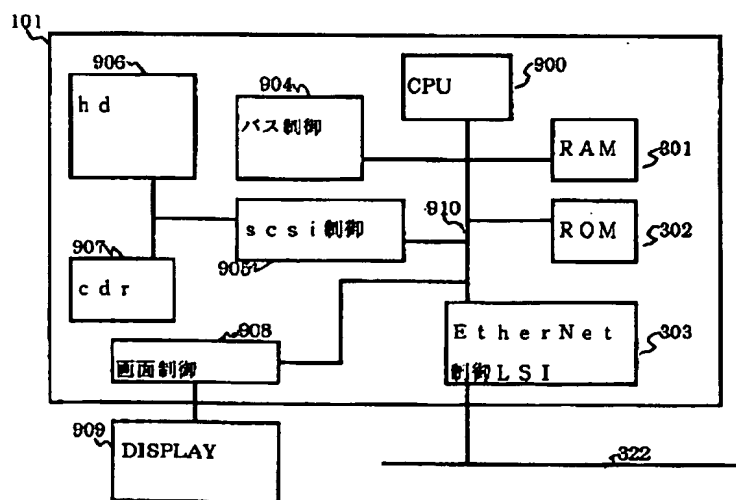 101
906
hd
904
バス制御
CPU
900
RAM
301
scsi制御
905
910
ROM
302
907
cdr
908
画面制御
EtherNet
制御LSI
303
909
DISPLAY
322